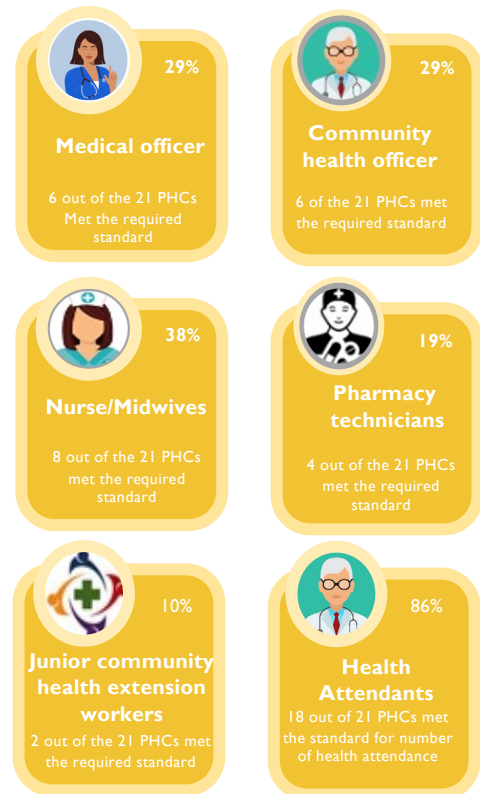 29%
Medical officer
6 out of the 21 PHCs
Met the required
standard
29%
Community
health officer
6 of the 21 PHCs met
the required standard
38%
Nurse/Midwives
8 out of the 21 PHCs
met the required
standard
19%
Pharmacy
technicians
4 out of the 21 PHCs
met the required
standard
10%
Junior community
health extension
workers
2 out of the 21 PHCs met
the required standard
86%
Health
Attendants
18 out of 21 PHCs met
the standard for number
of health attendance